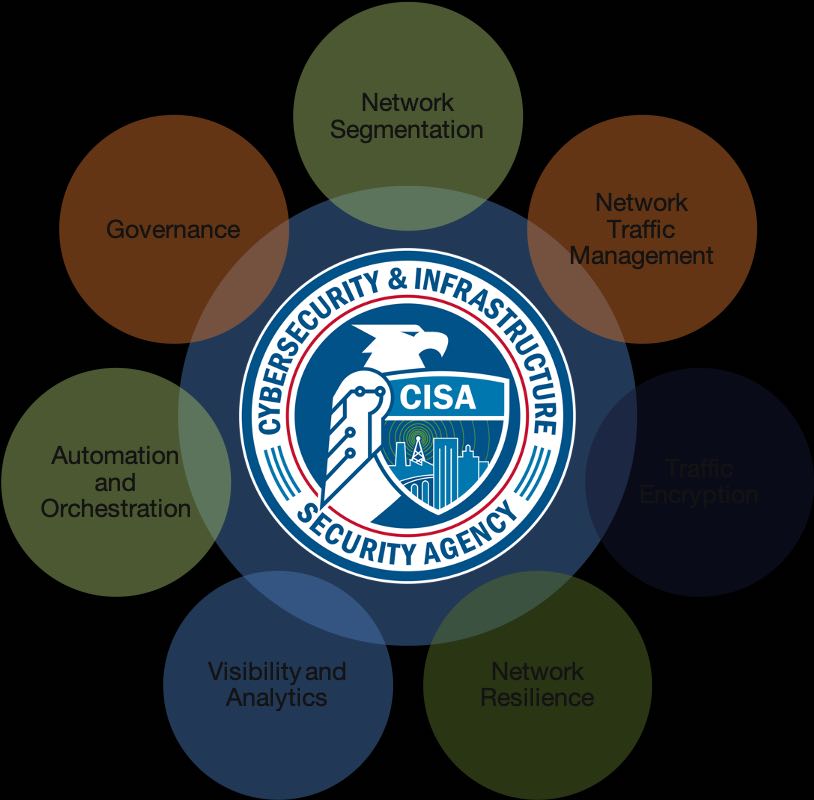 Network
Segmentation
Governance
Network
Traffic
Management
CYBERSECURITY & INFRASTRUCTURE
CISA
SECURITY AGENCY
Automation
and
Orchestration
Traffic
Encryption
Visibility and
Analytics
Network
Resilience